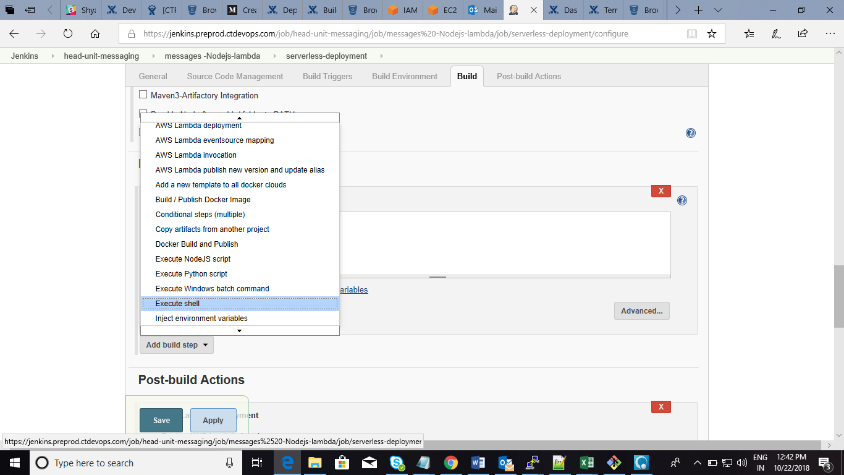 Shya
Dev
[CTI
Brov
Crea
Dep
Buil
Brov
IAM
EC2
Mai
Das
Terr
Brov
https://jenkins.preprod.ctdevops.com/job/head-unit-messaging/job/messages%20-Nodejs-lambda/job/serverless-deployment/configure
Jenkins
head-unit-messaging
messages -Nodejs-lambda
serverless-deployment
General
Source Code Management
Build Triggers
Build Environment
Build
Post-build Actions
Maven3-Artifactory Integration
AWS Lambda deployment
AWS Lambda eventsource mapping
AWS Lambda invocation
AWS Lambda publish new version and update alias
Add a new template to all docker clouds
Build / Publish Docker Image
Conditional steps (multiple)
Copy artifacts from another project
Docker Build and Publish
Execute NodeJS script
Execute Python script
Execute Windows batch command
Execute shell
Inject environment variables
X
ariables
Advanced...
Add build step
Post-build Actions
X
Save
Apply
https://jenkins.preprod.ctdevops.com/job/head-unit-messaging/job/messages%2520-Nodejs-lambda/job/serverless-deploymer
Type here to search
ENG
IN
12:42 PM
10/22/2018